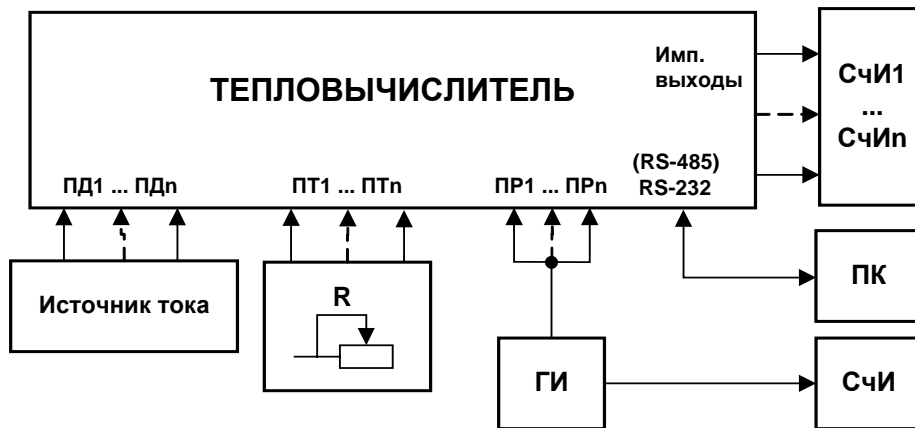 Имп.
выходы
ТЕПЛОВЫЧИСЛИТЕЛЬ
СчИ1
...
СчИn
(RS-485)
RS-232
ПД1 ... ПДn
ПТ1 ... ПТn
ПР1 ... ПРn
Источник тока
R
ПК
ГИ
СчИ